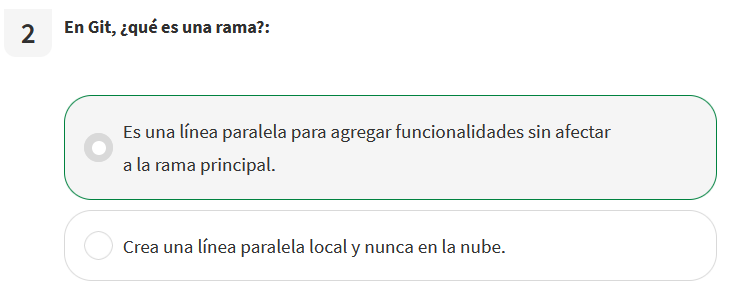 2
En Git, ¿qué es una rama?:
Es una línea paralela para agregar funcionalidades sin afectar
a la rama principal.
Crea una línea paralela local y nunca en la nube.